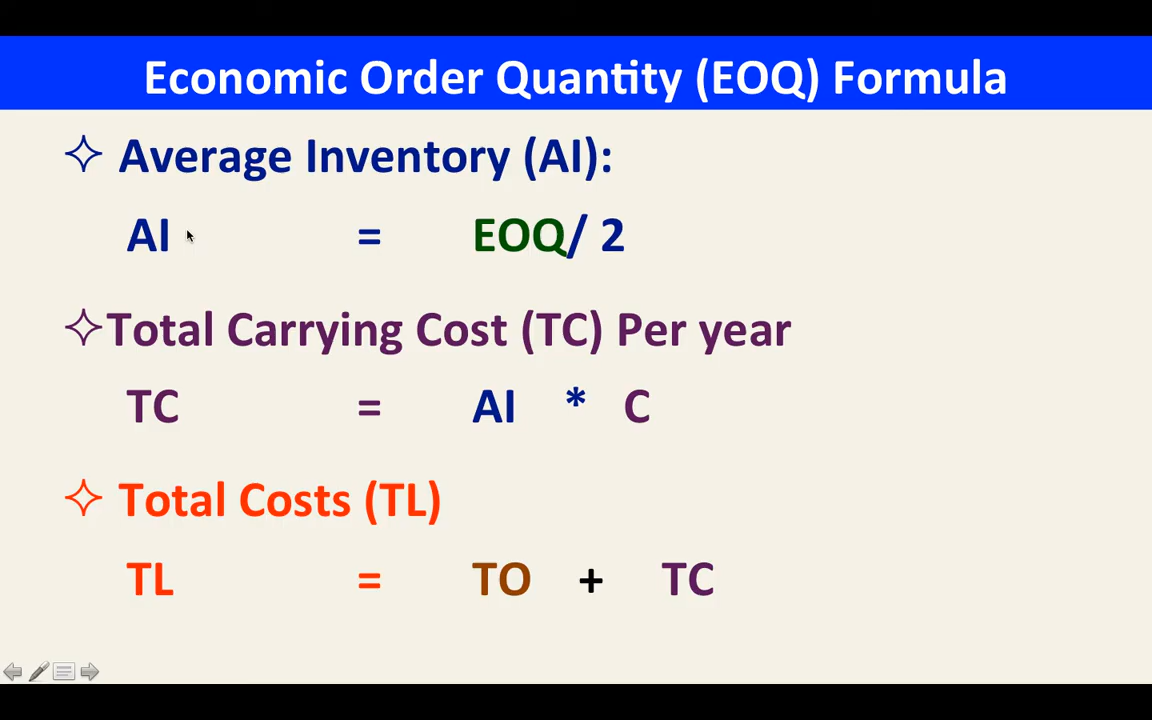 Economic Order Quantity (EOQ) Formula
Average Inventory (AI):
AI = EOQ/ 2
Total Carrying Cost (TC) Per year
TC = AI * C
Total Costs (TL)
TL = TO + TC